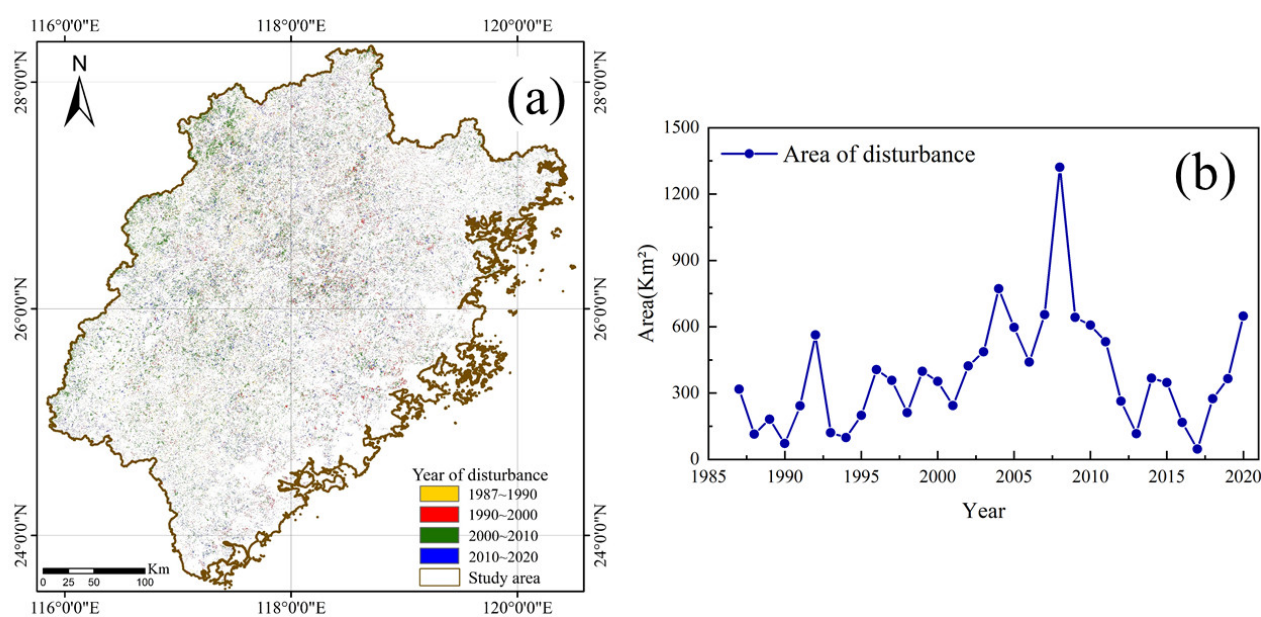 116°0'0"E 118°0'0"E 120°0'0"E
28°0'0"N
26°0'0"N
24°0'0"N
N
(a)
28°0'0"N
26°0'0"N
24°0'0"N
Year of disturbance
1987~1990
1990~2000
2000~2010
2010~2020
Study area
Km
0 25 50 100
116°0'0"E 118°0'0"E 120°0'0"E
(b)
Area of disturbance
Area(Km²)
1500
1200
900
600
300
0
1985 1990 1995 2000 2005 2010 2015 2020
Year